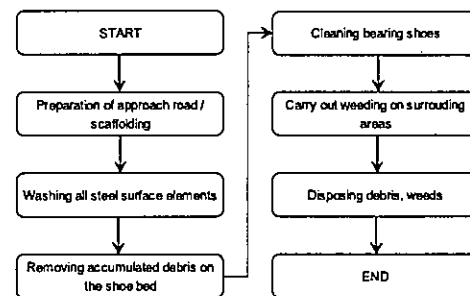 START
Preparation of approach road /
scaffolding
Washing all steel surface elements
Removing accumulated debris on
the shoe bed
Cleaning bearing shoes
Carry out weeding on surrouding
areas
Disposing debris, weeds
END